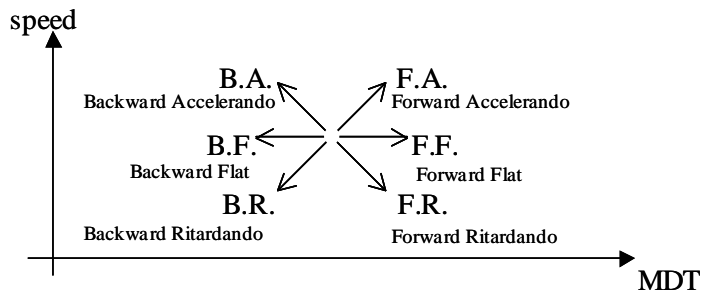 speed
B.A.
F.A.
Backward Accelerando
Forward Accelerando
B.F.
F.F.
Backward Flat
Forward Flat
B.R.
F.R.
Backward Ritardando
Forward Ritardando
MDT